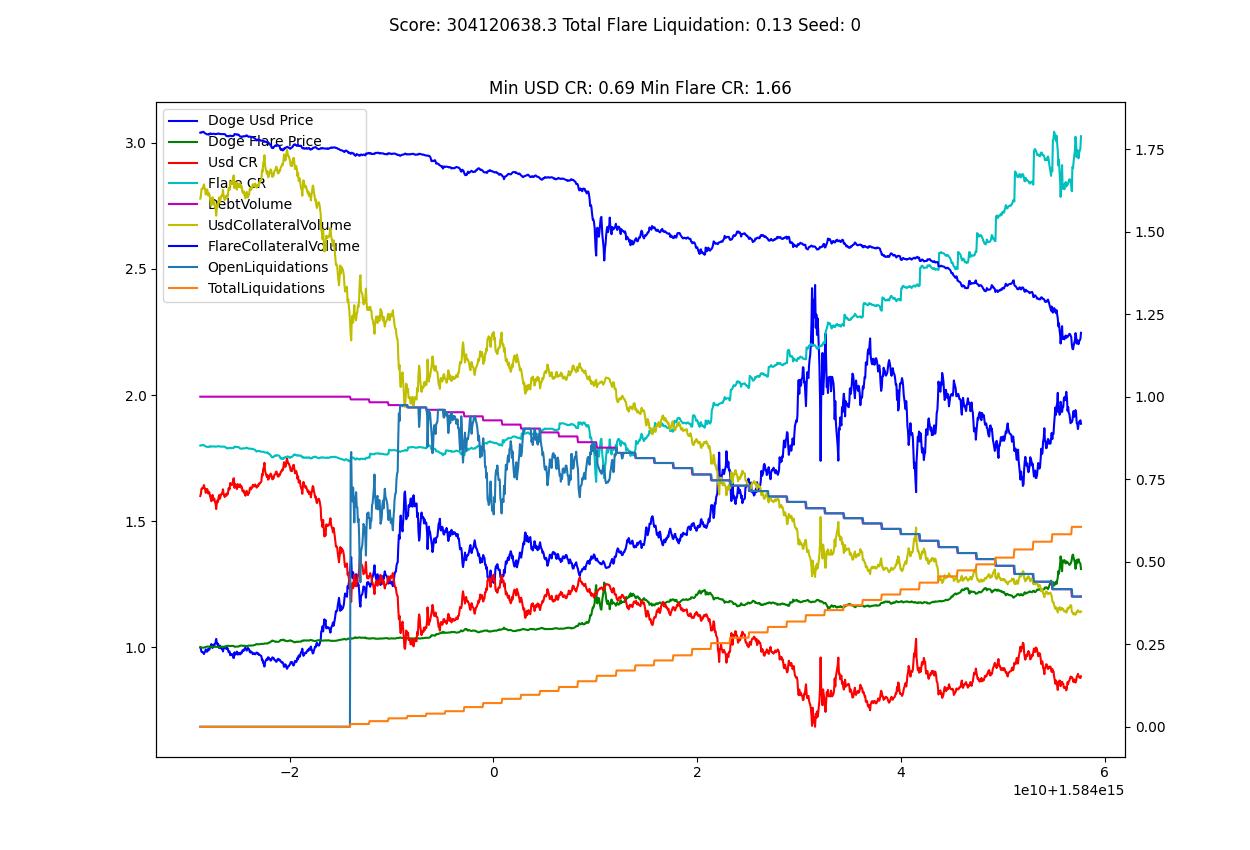 Score: 304120638.3 Total Flare Liquidation: 0.13 Seed: 0
Min USD CR: 0.69 Min Flare CR: 1.66
Doge Usd Price
Doge Flare Price
Usd CR
Flare CR
DebtVolume
UsdCollateralVolume
FlareCollateralVolume
OpenLiquidations
TotalLiquidations
3.0
2.5
2.0
1.5
1.0
1.75
1.50
1.25
1.00
0.75
0.50
0.25
0.00
−2
0
2
4
6
1e10+1.584e15